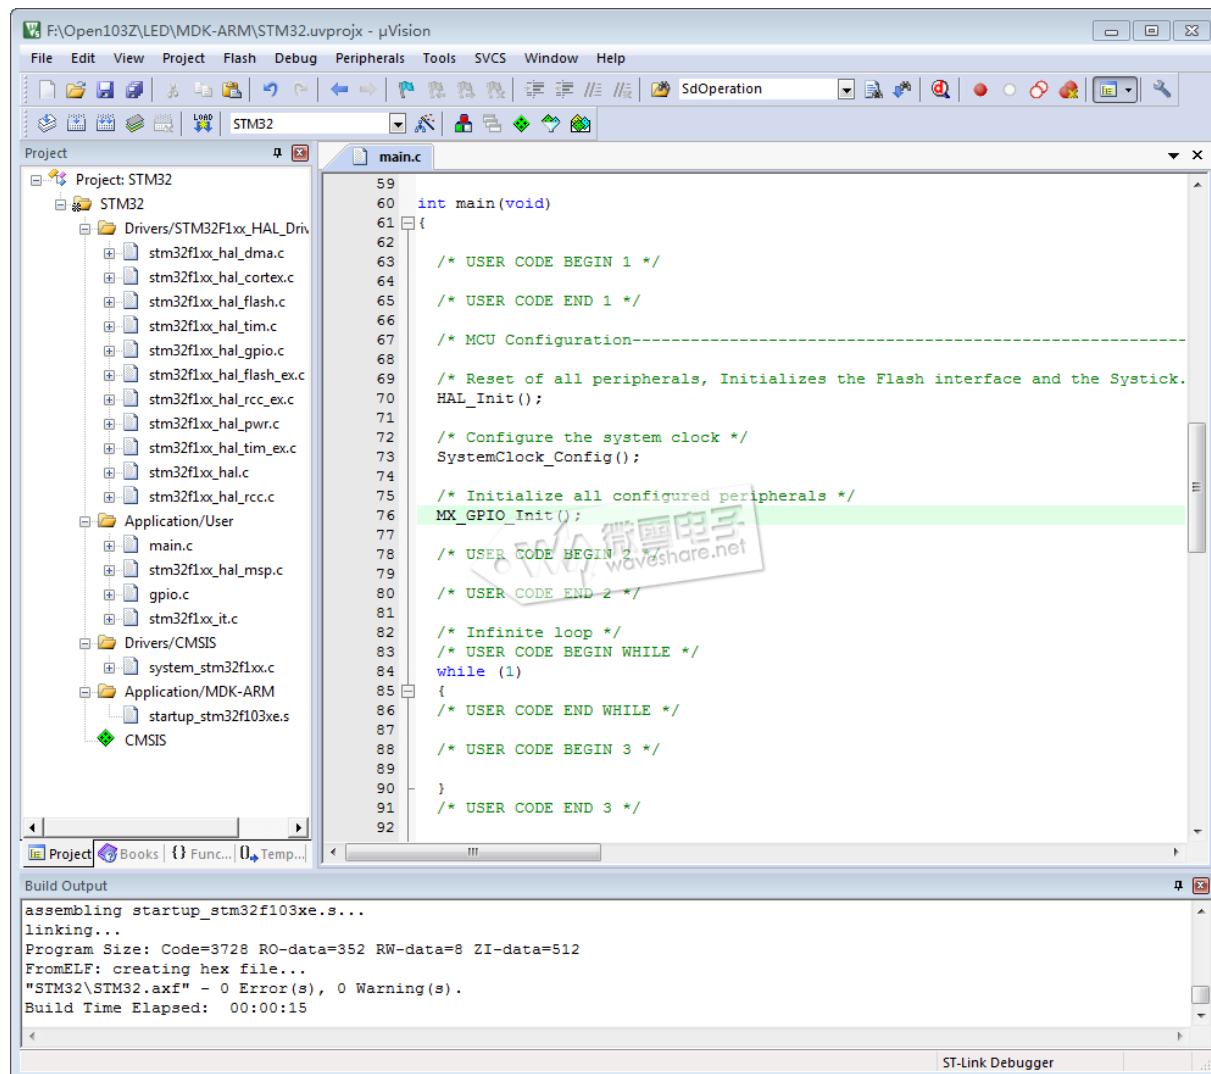 F:\Open103Z\LED\MDK-ARM\STM32.uvprojx - µVision
File Edit View Project Flash Debug Peripherals Tools SVCS Window Help
SdOperation
LOAD STM32
Project
main.c
Project: STM32
STM32
Drivers/STM32F1xx_HAL_Driv
stm32f1xx_hal_dma.c
stm32f1xx_hal_cortex.c
stm32f1xx_hal_flash.c
stm32f1xx_hal_tim.c
stm32f1xx_hal_gpio.c
stm32f1xx_hal_flash_ex.c
stm32f1xx_hal_rcc_ex.c
stm32f1xx_hal_pwr.c
stm32f1xx_hal_tim_ex.c
stm32f1xx_hal.c
stm32f1xx_hal_rcc.c
Application/User
main.c
stm32f1xx_hal_msp.c
gpio.c
stm32f1xx_it.c
Drivers/CMSIS
system_stm32f1xx.c
Application/MDK-ARM
startup_stm32f103xe.s
CMSIS
Project Books {} Func... Temp...
59
60 int main(void)
61 {
62
63 /* USER CODE BEGIN 1 */
64
65 /* USER CODE END 1 */
66
67 /* MCU Configuration---------------------------------------------------------
68
69 /* Reset of all peripherals, Initializes the Flash interface and the Systick.
70 HAL_Init();
71
72 /* Configure the system clock */
73 SystemClock_Config();
74
75 /* Initialize all configured peripherals */
76 MX_GPIO_Init();
77
78 /* USER CODE BEGIN 2 */
79
80 /* USER CODE END 2 */
81
82 /* Infinite loop */
83 /* USER CODE BEGIN WHILE */
84 while (1)
85 {
86 /* USER CODE END WHILE */
87
88 /* USER CODE BEGIN 3 */
89
90 }
91 /* USER CODE END 3 */
92
微雪电子
waveshare.net
Build Output
assembling startup_stm32f103xe.s...
linking...
Program Size: Code=3728 RO-data=352 RW-data=8 ZI-data=512
FromELF: creating hex file...
"STM32\STM32.axf" - 0 Error(s), 0 Warning(s).
Build Time Elapsed:  00:00:15
ST-Link Debugger